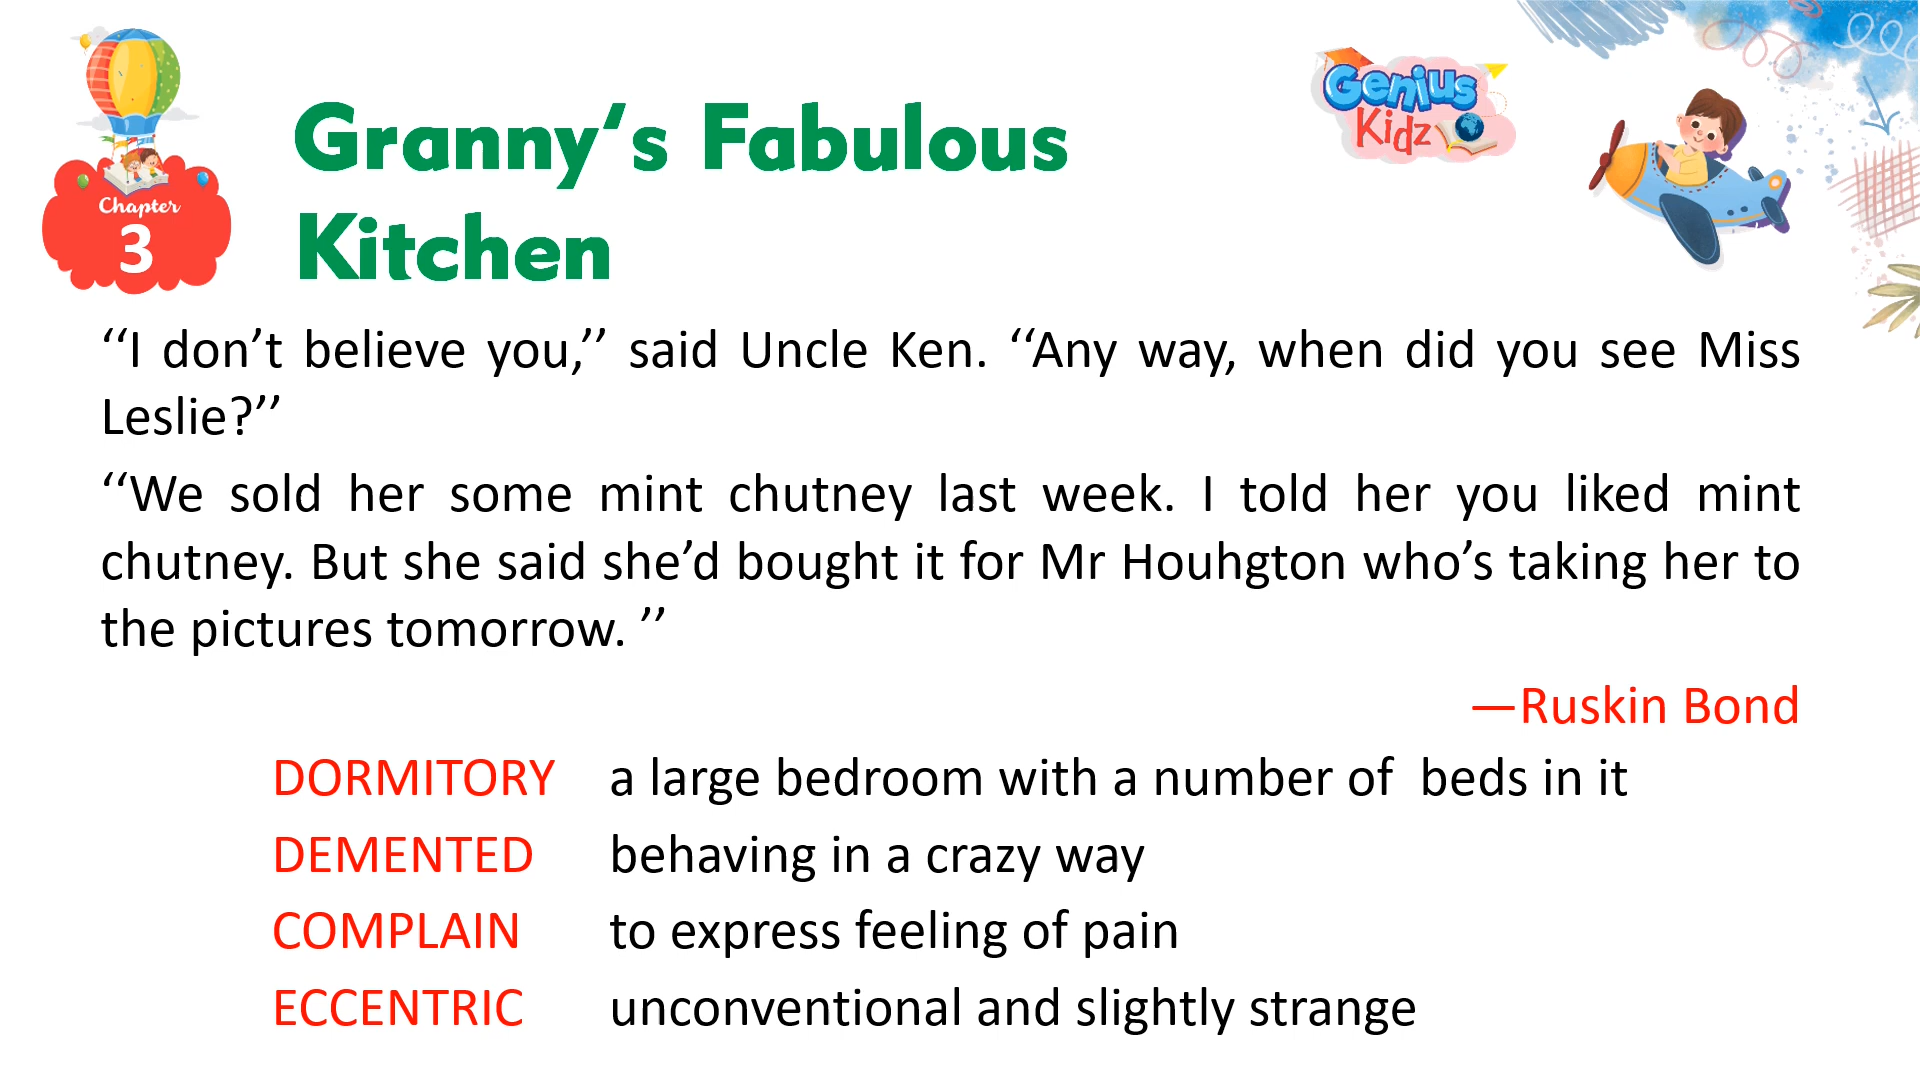 Chapter
3
Granny‘s Fabulous
Kitchen
Genius
Kidz
‘‘I don’t believe you,’’ said Uncle Ken. ‘‘Any way, when did you see Miss
Leslie?’’
‘‘We sold her some mint chutney last week. I told her you liked mint
chutney. But she said she’d bought it for Mr Houhgton who’s taking her to
the pictures tomorrow. ’’
—Ruskin Bond
DORMITORY a large bedroom with a number of beds in it
DEMENTED behaving in a crazy way
COMPLAIN to express feeling of pain
ECCENTRIC unconventional and slightly strange